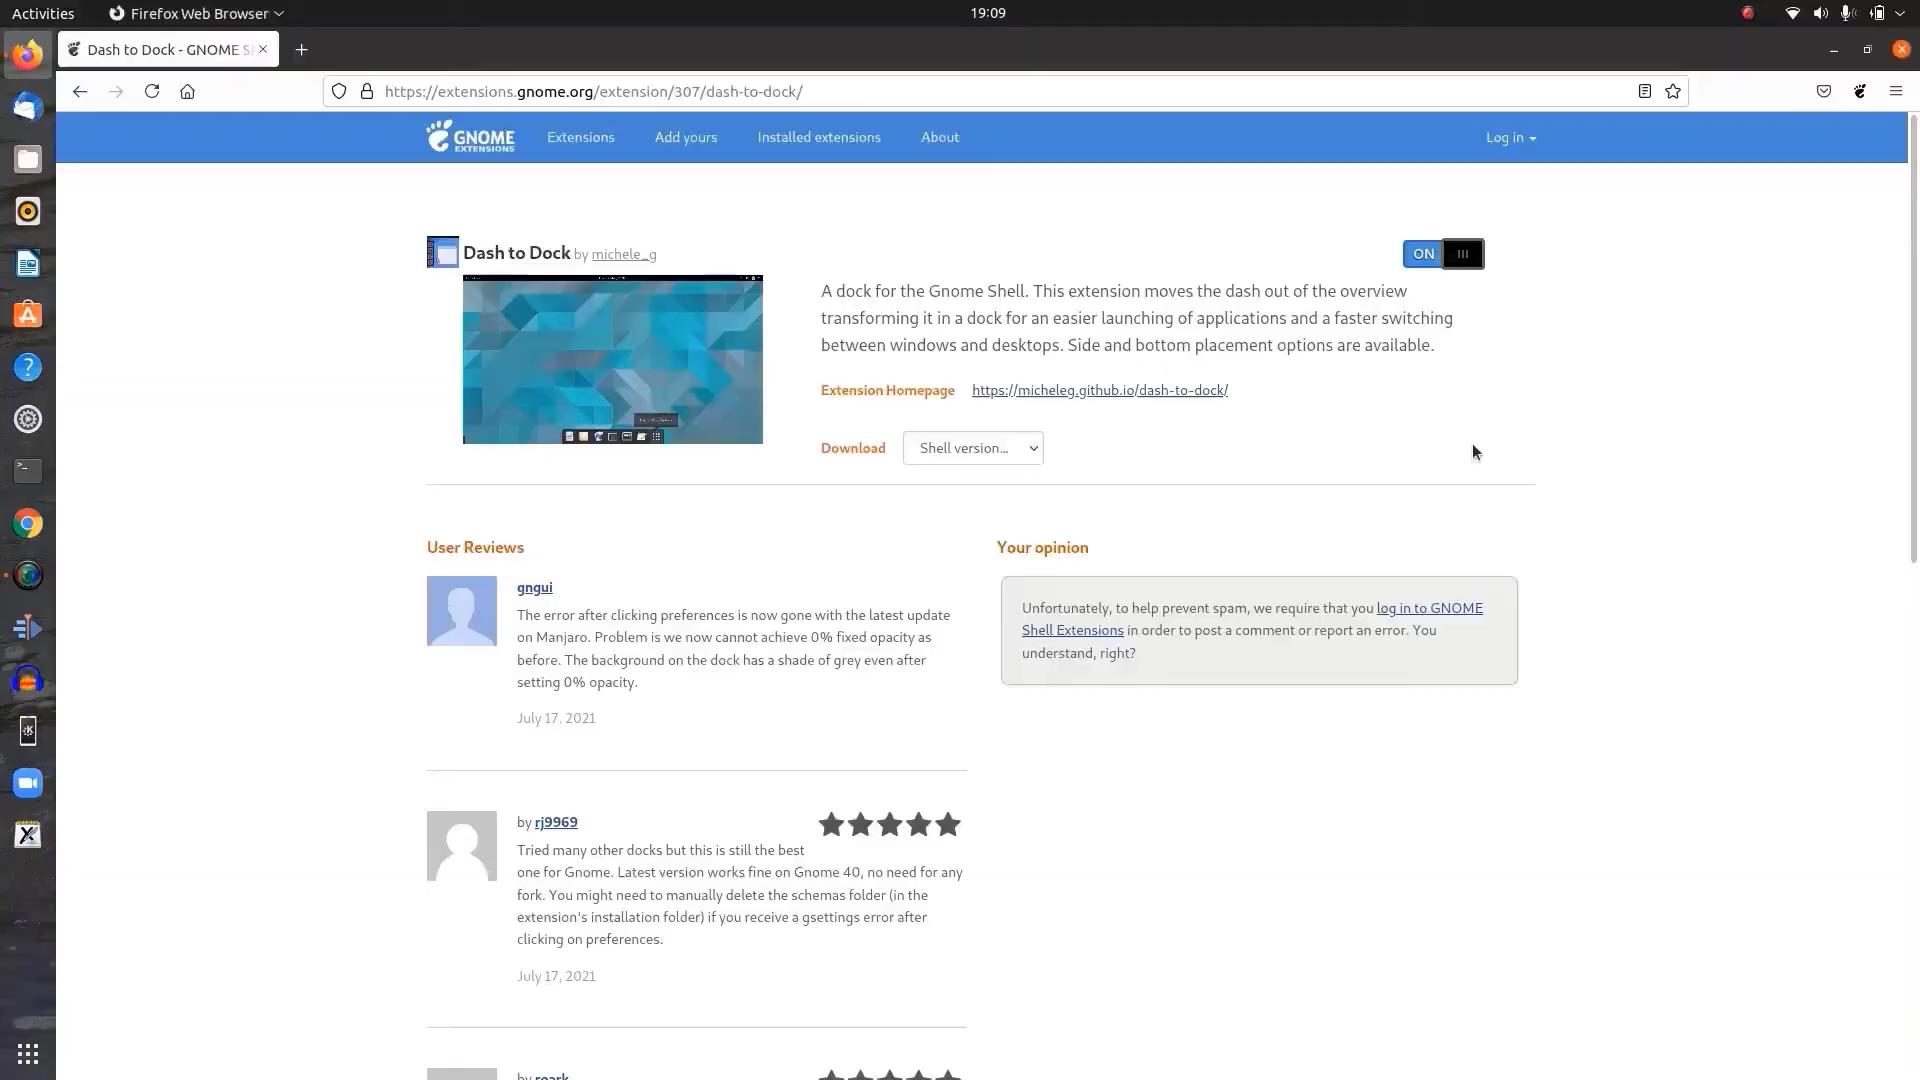 Activities
Firefox Web Browser
19:09
Dash to Dock - GNOME S
https://extensions.gnome.org/extension/307/dash-to-dock/
GNOME
EXTENSIONS
Extensions
Add yours
Installed extensions
About
Log in
Dash to Dock by michele_g
ON
A dock for the Gnome Shell. This extension moves the dash out of the overview
transforming it in a dock for an easier launching of applications and a faster switching
between windows and desktops. Side and bottom placement options are available.
Extension Homepage https://micheleg.github.io/dash-to-dock/
Download Shell version...
User Reviews
gngui
The error after clicking preferences is now gone with the latest update
on Manjaro. Problem is we now cannot achieve 0% fixed opacity as
before. The background on the dock has a shade of grey even after
setting 0% opacity.
July 17, 2021
by rj9969
Tried many other docks but this is still the best
one for Gnome. Latest version works fine on Gnome 40, no need for any
fork. You might need to manually delete the schemas folder (in the
extension's installation folder) if you receive a gsettings error after
clicking on preferences.
July 17, 2021
by roark
Your opinion
Unfortunately, to help prevent spam, we require that you log in to GNOME
Shell Extensions in order to post a comment or report an error. You
understand, right?